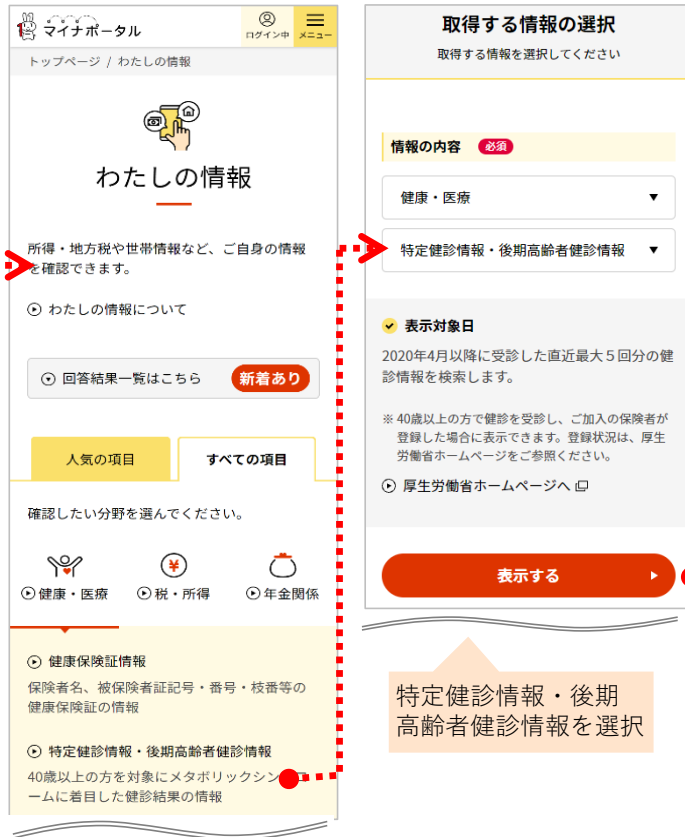 マイナポータル
ログイン中
メニュー
トップページ / わたしの情報
わたしの情報
所得・地方税や世帯情報など、ご自身の情報
を確認できます。
わたしの情報について
回答結果一覧はこちら
新着あり
人気の項目
すべての項目
確認したい分野を選んでください。
健康・医療
税・所得
年金関係
健康保険証情報
保険者名、被保険者証記号・番号・枝番等の
健康保険証の情報
特定健診情報・後期高齢者健診情報
40歳以上の方を対象にメタボリックシン
ームに着目した健診結果の情報
取得する情報の選択
取得する情報を選択してください
情報の内容 必須
健康・医療
特定健診情報・後期高齢者健診情報
表示対象日
2020年4月以降に受診した直近最大5回分の健
診情報を検索します。
※ 40歳以上の方で健診を受診し、ご加入の保険者が
登録した場合に表示できます。登録状況は、厚生
労働省ホームページをご参照ください。
厚生労働省ホームページへ
表示する
特定健診情報・後期
高齢者健診情報を選択